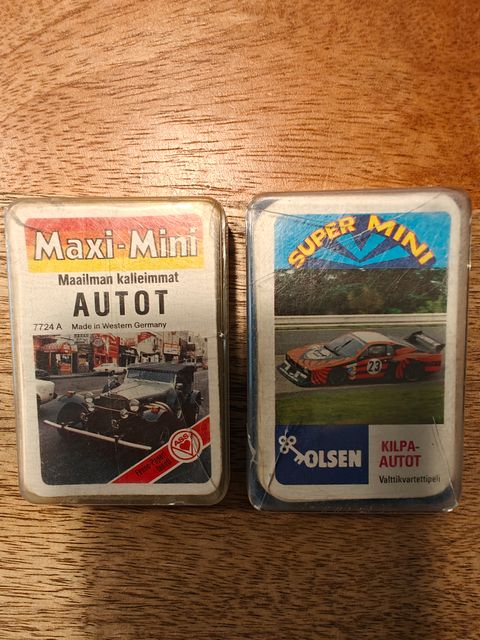 Maxi-Mini
Maailman kalleimmat
AUTOT
7724 A Made in Western Germany
ASS
SUPER MINI
23
OLSEN
KILPA-
AUTOT
Valttikvartettipeli